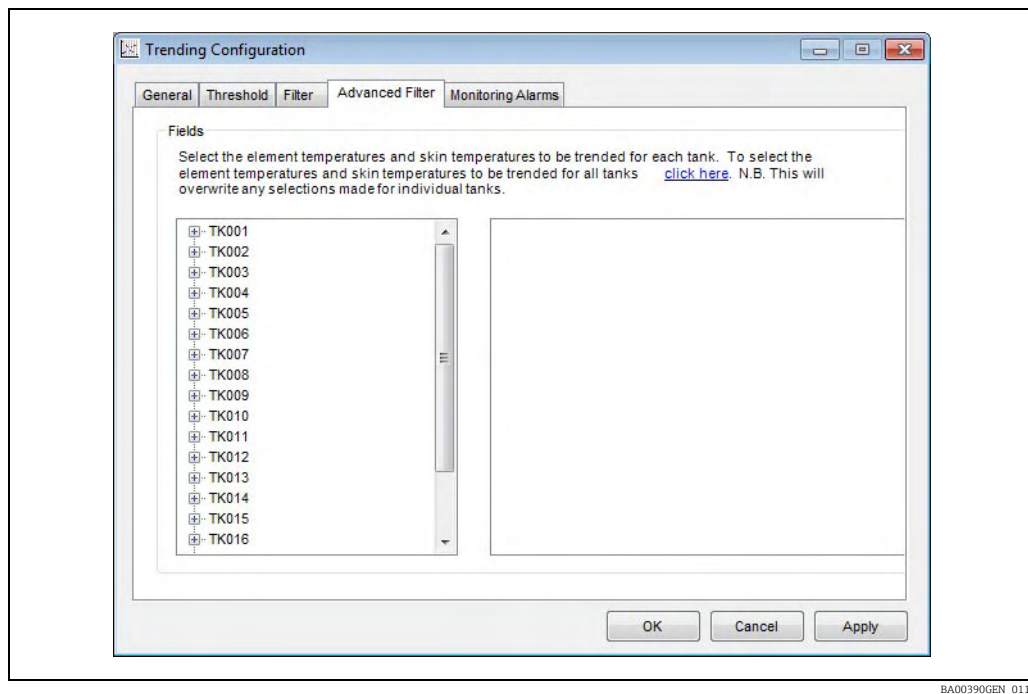 Trending Configuration
General Threshold Filter Advanced Filter Monitoring Alarms
Fields
Select the element temperatures and skin temperatures to be trended for each tank. To select the
element temperatures and skin temperatures to be trended for all tanks click here. N.B. This will
overwrite any selections made for individual tanks.
TK001
TK002
TK003
TK004
TK005
TK006
TK007
TK008
TK009
TK010
TK011
TK012
TK013
TK014
TK015
TK016
OK Cancel Apply
BA00390GEN_011